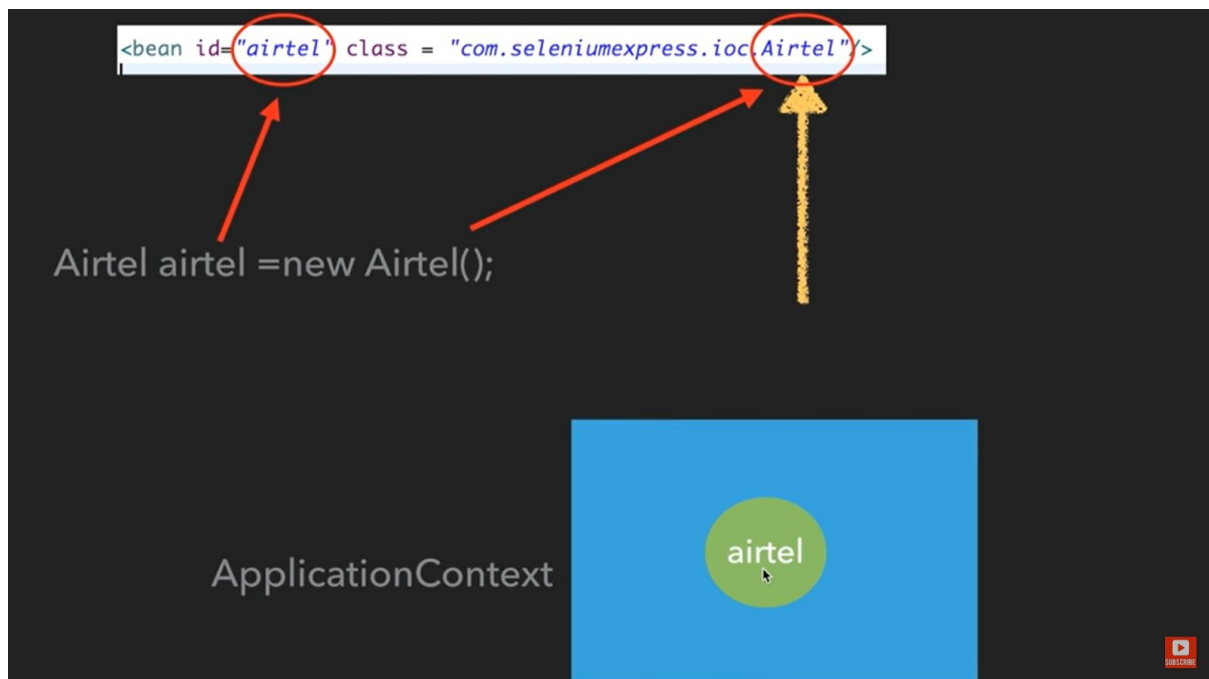 <bean id="airtel" class = "com.seleniumexpress.ioc.Airtel"/>
Airtel airtel =new Airtel();
airtel
ApplicationContext
SUBSCRIBE